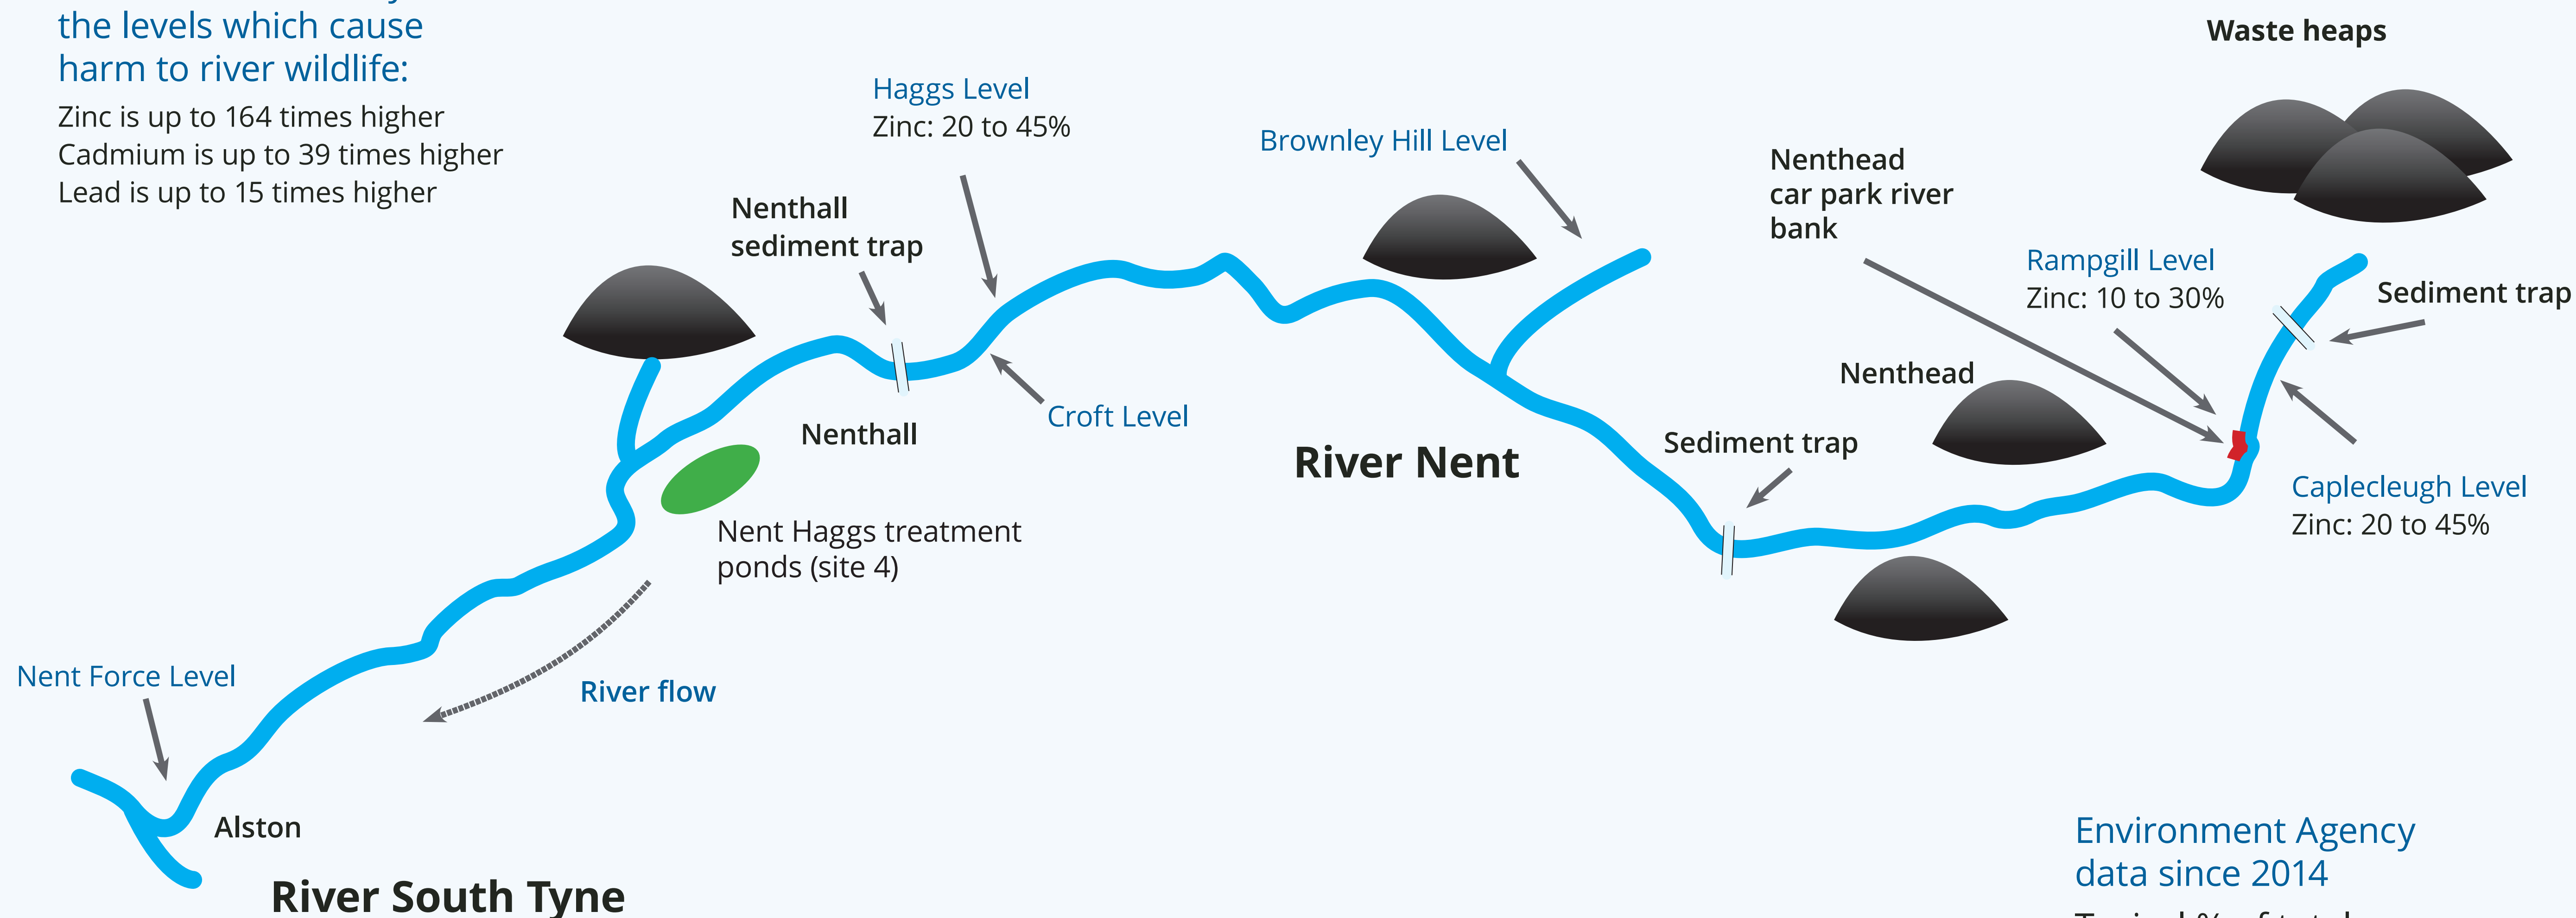 the levels which cause
harm to river wildlife:
Zinc is up to 164 times higher
Cadmium is up to 39 times higher
Lead is up to 15 times higher
Waste heaps
Haggs Level
Zinc: 20 to 45%
Brownley Hill Level
Nenthead
car park river
bank
Nenthall
sediment trap
Rampgill Level
Zinc: 10 to 30%
Sediment trap
Nenthead
Croft Level
Nenthall
River Nent
Sediment trap
Caplecleugh Level
Zinc: 20 to 45%
Nent Haggs treatment
ponds (site 4)
Nent Force Level
River flow
Alston
River South Tyne
Environment Agency
data since 2014